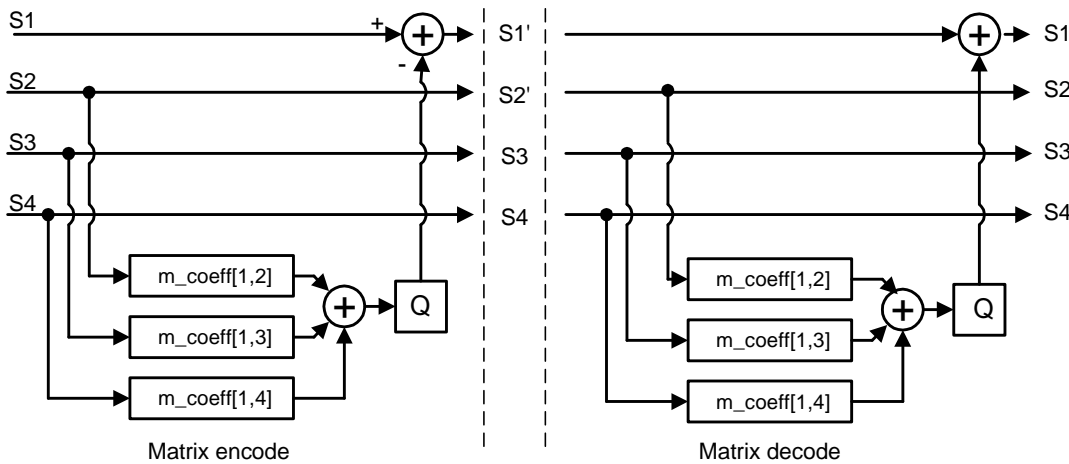 S1
+
+
-
S1'
+
S1
S2
S2'
S2
S3
S3
S3
S4
S4
S4
m_coeff[1,2]
m_coeff[1,3]
m_coeff[1,4]
+
Q
m_coeff[1,2]
m_coeff[1,3]
m_coeff[1,4]
+
Q
Matrix encode
Matrix decode